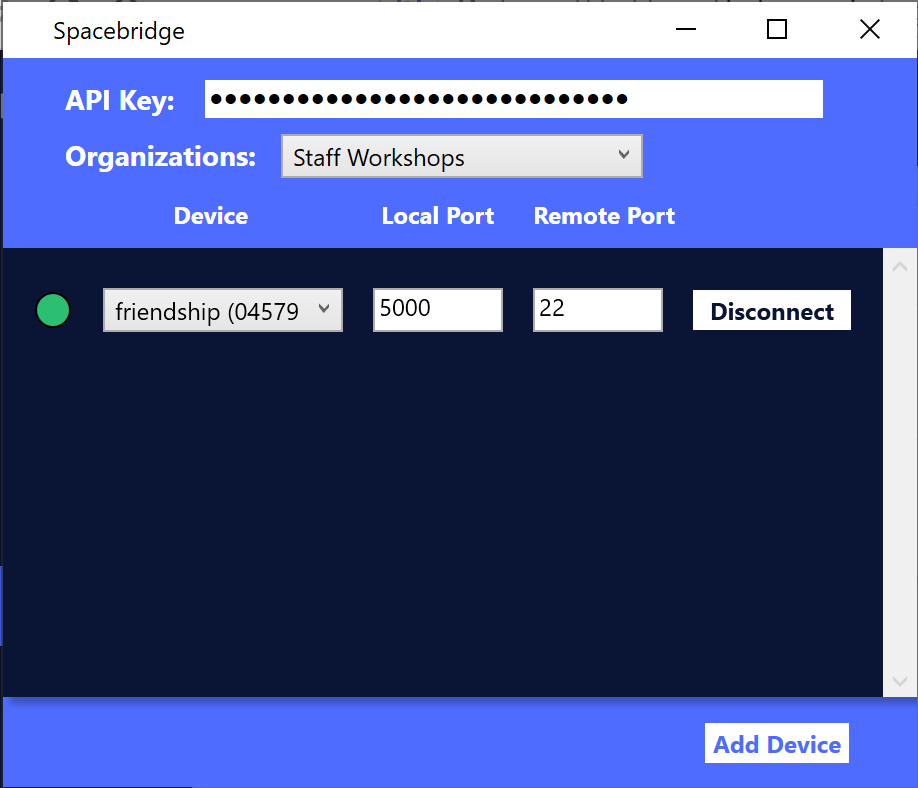 Spacebridge
API Key: ●●●●●●●●●●●●●●●●●●●●●●●●●●●●●
Organizations: Staff Workshops
Device Local Port Remote Port
friendship (04579 5000 22 Disconnect
Add Device